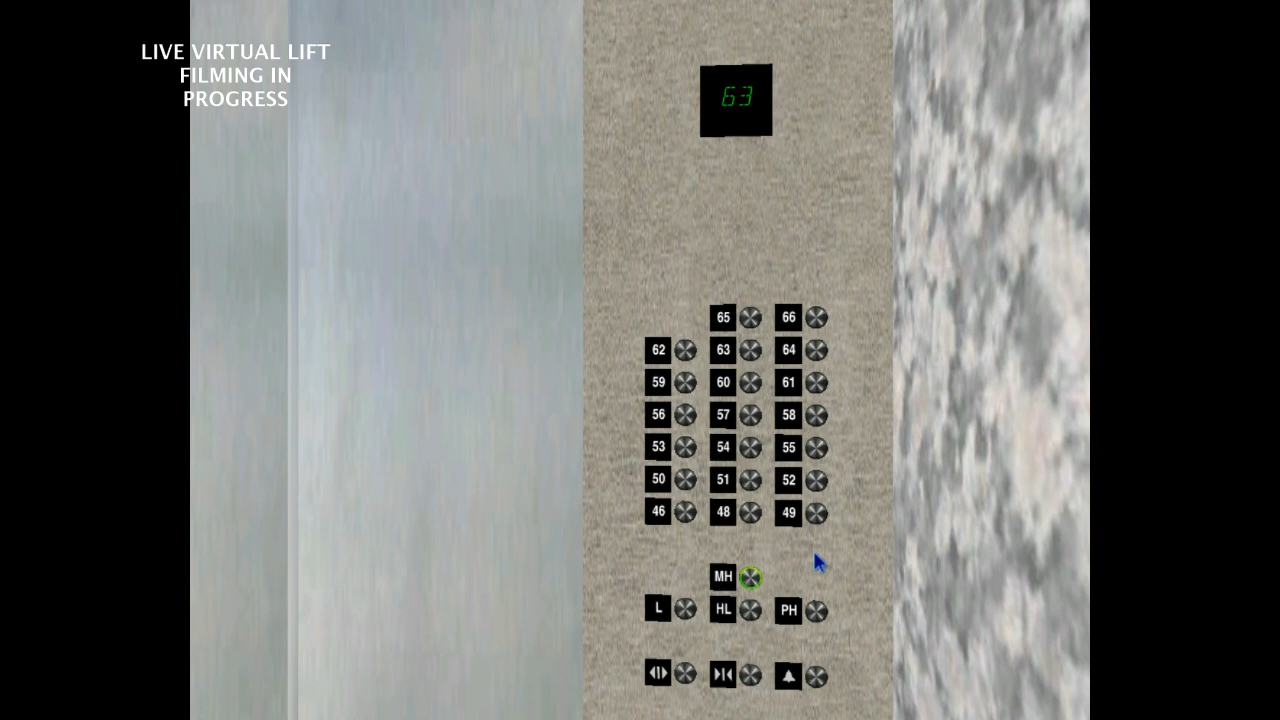 LIVE VIRTUAL LIFT
FILMING IN
PROGRESS
63
65 66
62 63 64
59 60 61
56 57 58
53 54 55
50 51 52
46 48 49
MH
L HL PH